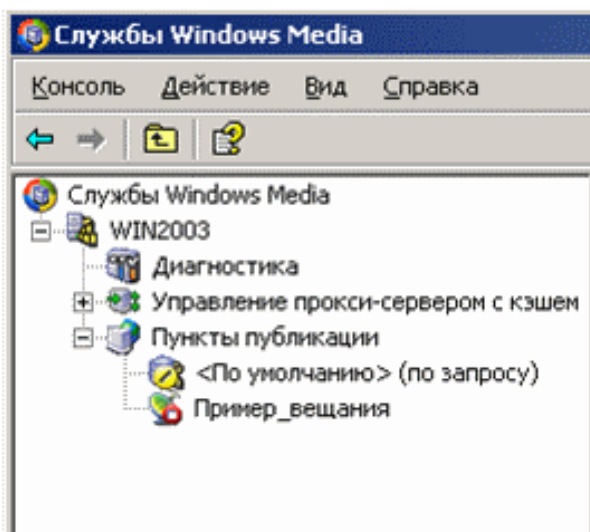 Службы Windows Media
Консоль Действие Вид Справка
Службы Windows Media
WIN2003
Диагностика
Управление прокси-сервером с кэшем
Пункты публикации
<По умолчанию> (по запросу)
Пример_вещания